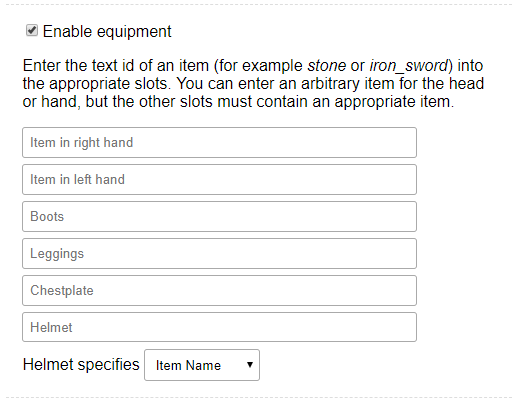 Enable equipment
Enter the text id of an item (for example stone or iron_sword) into
the appropriate slots. You can enter an arbitrary item for the head
or hand, but the other slots must contain an appropriate item.
Item in right hand
Item in left hand
Boots
Leggings
Chestplate
Helmet
Helmet specifies Item Name